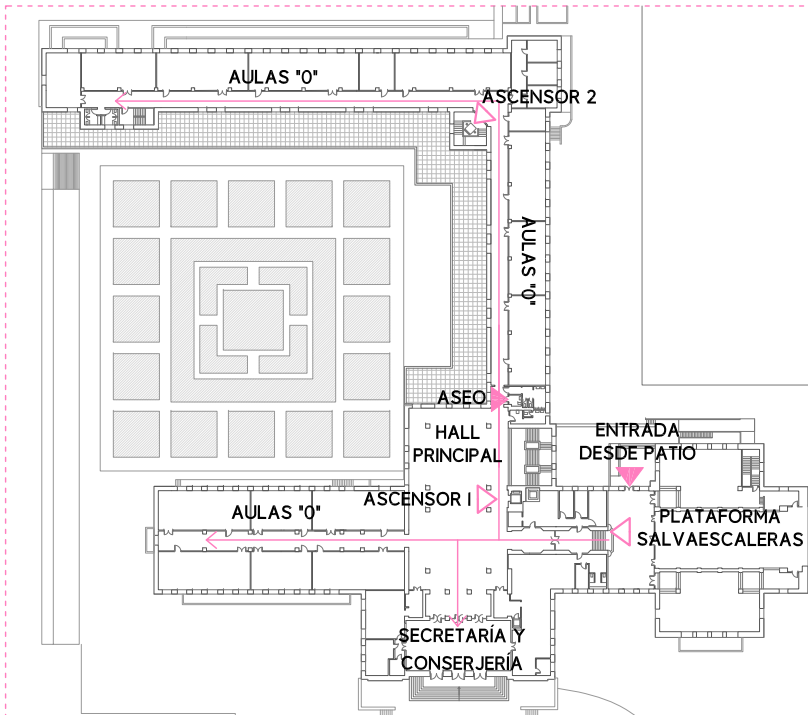 AULAS "0"
ASCENSOR 2
AULAS "0"
ASEO
HALL
PRINCIPAL
ENTRADA
DESDE PATIO
ASCENSOR 1
AULAS "0"
PLATAFORMA
SALVAESCALERAS
SECRETARÍA Y
CONSERJERÍA